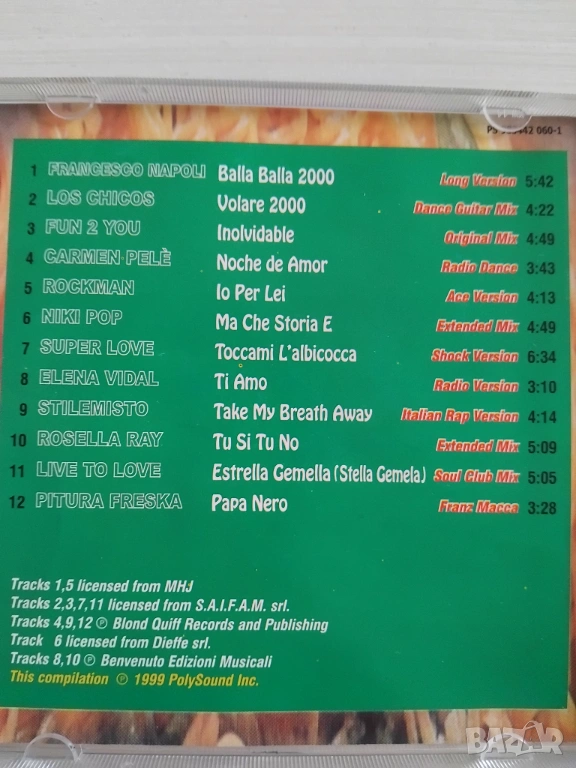 060-1
1 FRANCESCO NAPOLI Balla Balla 2000 Long Version 5:42
2 LOS CHICOS Volare 2000 Dance Guitar Mix 4:22
3 FUN 2 YOU Inolvidable Original Mix 4:49
4 CARMEN PELÈ Noche de Amor Radio Dance 3:43
5 ROCKMAN Io Per Lei Ace Version 4:13
6 NIKI POP Ma Che Storia E Extended Mix 4:49
7 SUPER LOVE Toccami L'albicocca Shock Version 6:34
8 ELENA VIDAL Ti Amo Radio Version 3:10
9 STILEMISTO Take My Breath Away Italian Rap Version 4:14
10 ROSELLA RAY Tu Si Tu No Extended Mix 5:09
11 LIVE TO LOVE Estrella Gemella (Stella Gemela) Soul Club Mix 5:05
12 PITURA FRESKA Papa Nero Franz Macca 3:28
Tracks 1,5 licensed from MHJ
Tracks 2,3,7,11 licensed from S.A.I.F.A.M. srl.
Tracks 4,9,12 ℗ Blond Quiff Records and Publishing
Track 6 licensed from Dieffe srl.
Tracks 8,10 ℗ Benvenuto Edizioni Musicali
This compilation ℗ 1999 PolySound Inc.
BAZAR